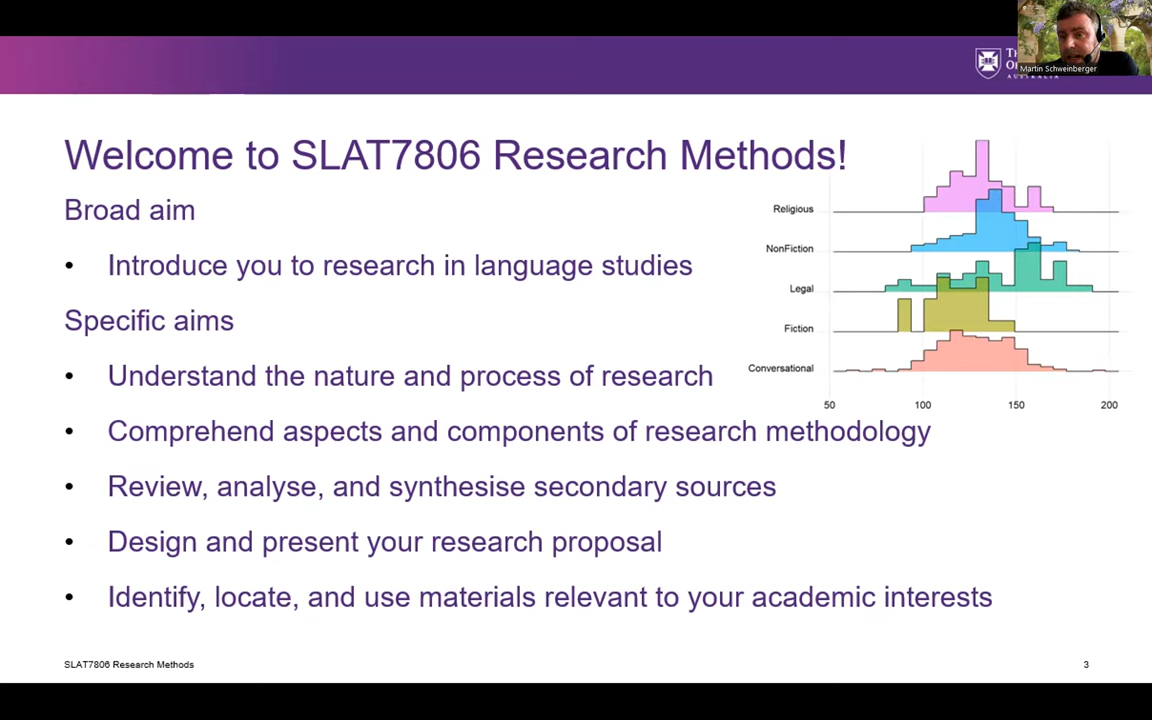 Martin Schweinberger
AUSTRALIA
Welcome to SLAT7806 Research Methods!
Broad aim
• Introduce you to research in language studies
Specific aims
• Understand the nature and process of research
• Comprehend aspects and components of research methodology
• Review, analyse, and synthesise secondary sources
• Design and present your research proposal
• Identify, locate, and use materials relevant to your academic interests
Religious
NonFiction
Legal
Fiction
Conversational
50 100 150 200
SLAT7806 Research Methods
3